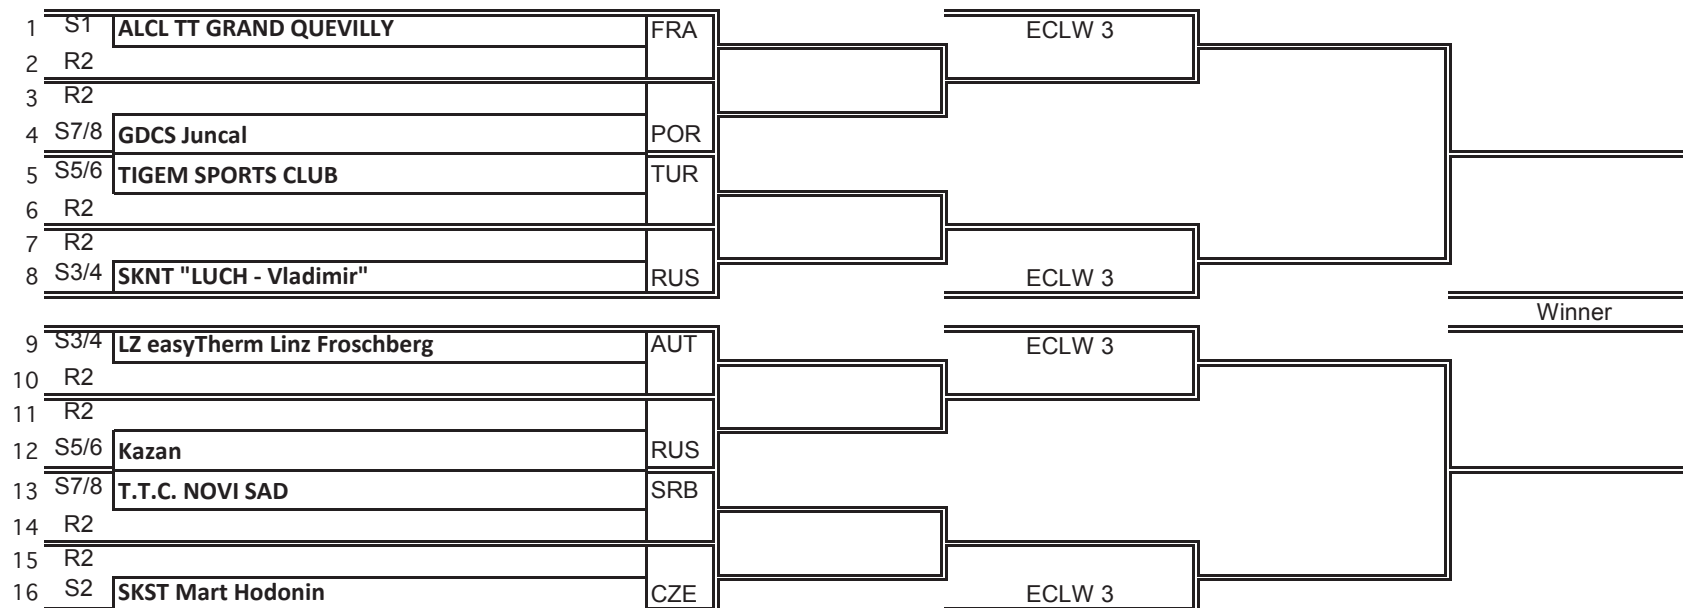 1 S1 ALCL TT GRAND QUEVILLY FRA ECLW 3
2 R2
3 R2
4 S7/8 GDCS Juncal POR
5 S5/6 TIGEM SPORTS CLUB TUR
6 R2
7 R2
8 S3/4 SKNT "LUCH - Vladimir" RUS ECLW 3
Winner
9 S3/4 LZ easyTherm Linz Froschberg AUT ECLW 3
10 R2
11 R2
12 S5/6 Kazan RUS
13 S7/8 T.T.C. NOVI SAD SRB
14 R2
15 R2
16 S2 SKST Mart Hodonin CZE ECLW 3